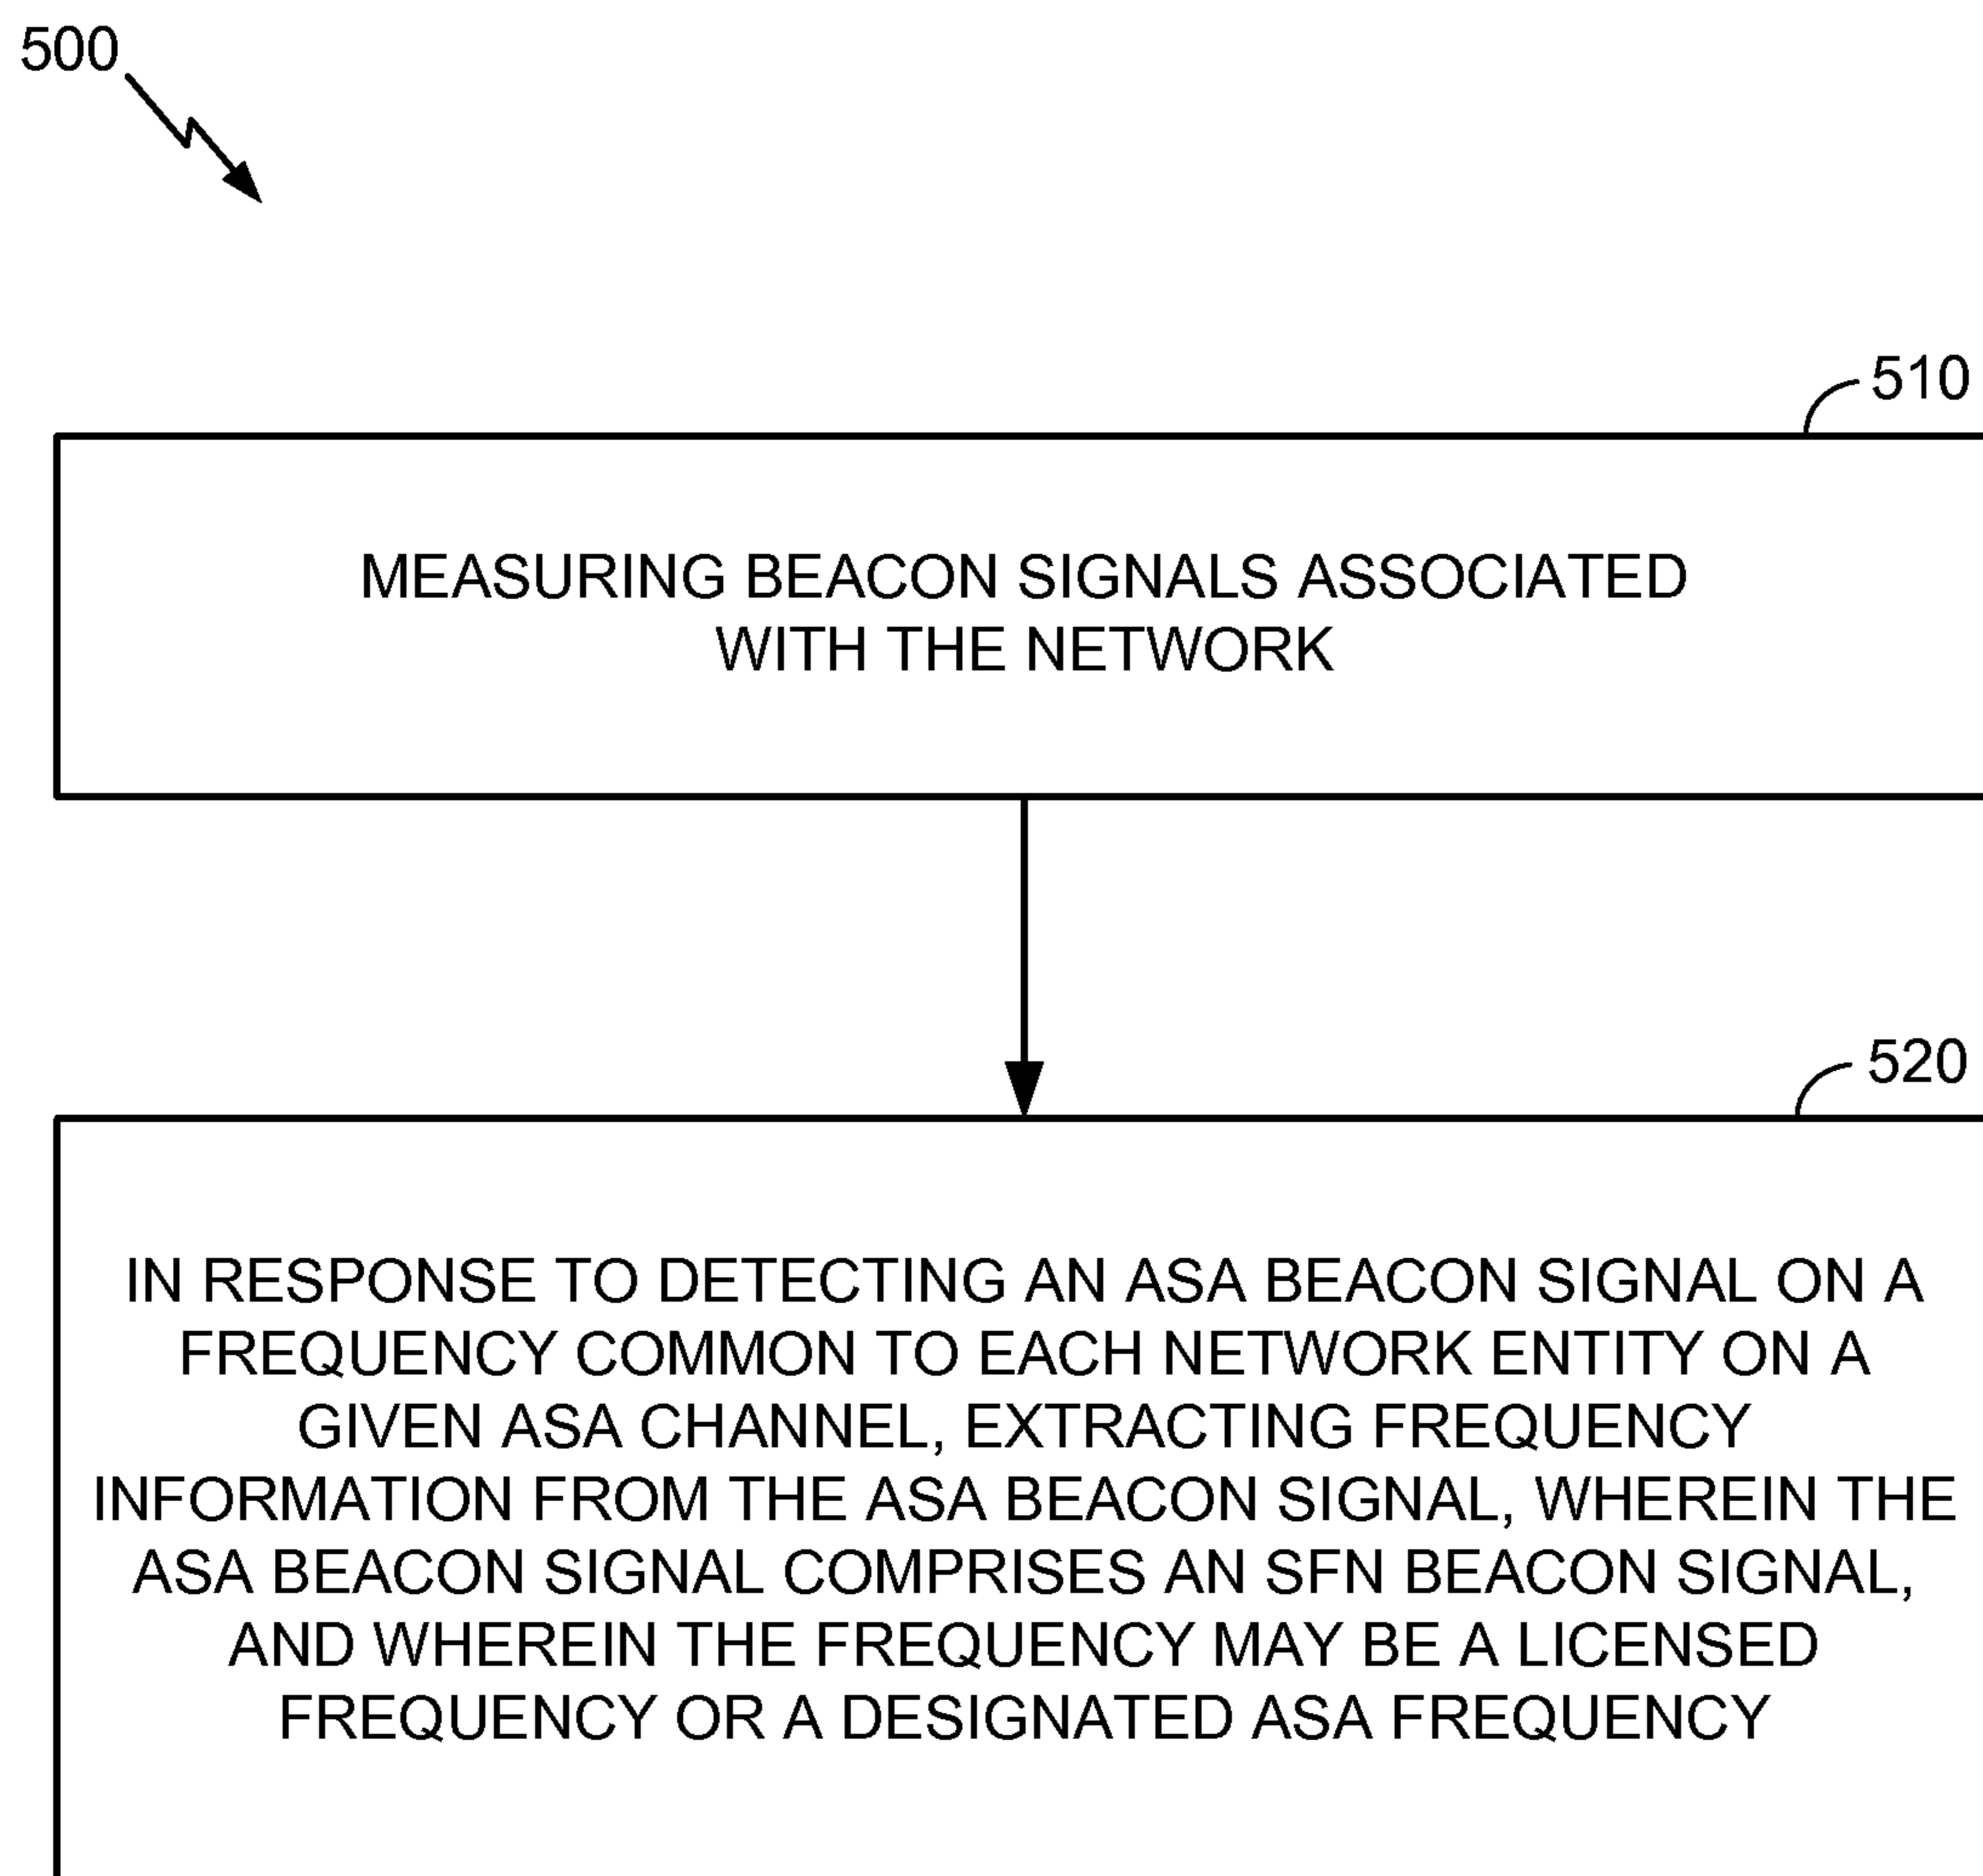 500
510
MEASURING BEACON SIGNALS ASSOCIATED
WITH THE NETWORK
520
IN RESPONSE TO DETECTING AN ASA BEACON SIGNAL ON A
FREQUENCY COMMON TO EACH NETWORK ENTITY ON A
GIVEN ASA CHANNEL, EXTRACTING FREQUENCY
INFORMATION FROM THE ASA BEACON SIGNAL, WHEREIN THE
ASA BEACON SIGNAL COMPRISES AN SFN BEACON SIGNAL,
AND WHEREIN THE FREQUENCY MAY BE A LICENSED
FREQUENCY OR A DESIGNATED ASA FREQUENCY